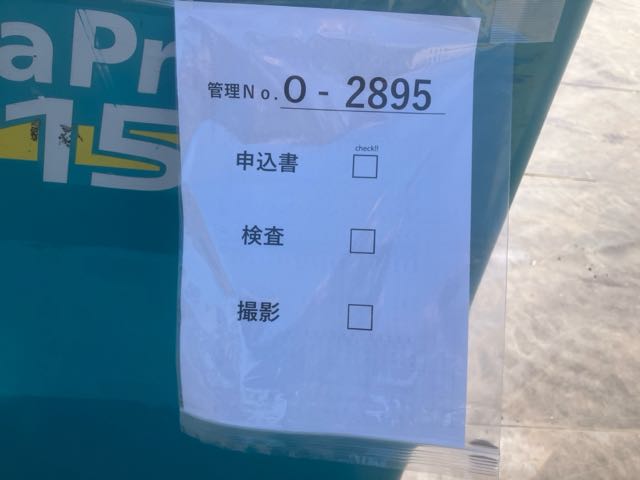 aPr
15
管理No. O - 2895
check!!
申込書 □
検査 □
撮影 □